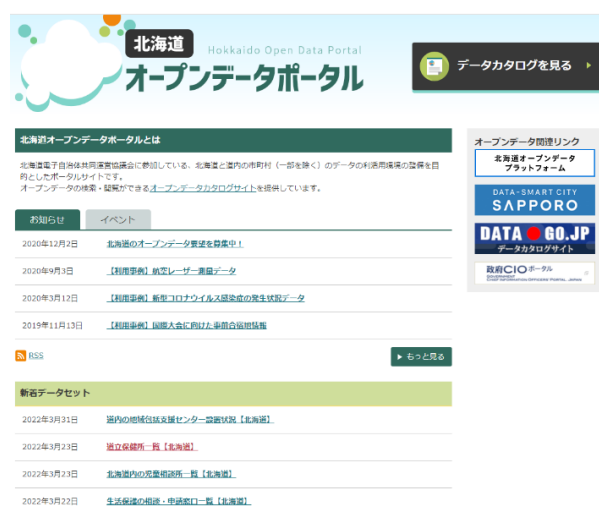 北海道
Hokkaido Open Data Portal
オープンデータポータル
データカタログを見る
北海道オープンデータポータルとは
北海道電子自治体共同運営協議会に参加している、北海道と道内の市町村(一部を除く)のデータの利活用環境の整備を目
的としたポータルサイトです。
オープンデータの検索・閲覧ができるオープンデータカタログサイトを提供しています。
お知らせ イベント
2020年12月2日 北海道のオープンデータ要望を募集中!
2020年9月3日 【利用事例】航空レーザー測量データ
2020年3月12日 【利用事例】新型コロナウイルス感染症の発生状況データ
2019年11月13日 【利用事例】国際大会に向けた事前合宿地情報
RSS
もっと見る
新着データセット
2022年3月31日 道内の地域包括支援センター設置状況【北海道】
2022年3月23日 道立保健所一覧【北海道】
2022年3月23日 北海道内の児童相談所一覧【北海道】
2022年3月22日 生活保護の相談・申請窓口一覧【北海道】
オープンデータ関連リンク
北海道オープンデータ
プラットフォーム
DATA-SMART CITY
SAPPORO
DATA GO.JP
データカタログサイト
政府CIOポータル
GOVERNMENT
CHIEF INFORMATION OFFICERS' PORTAL, JAPAN